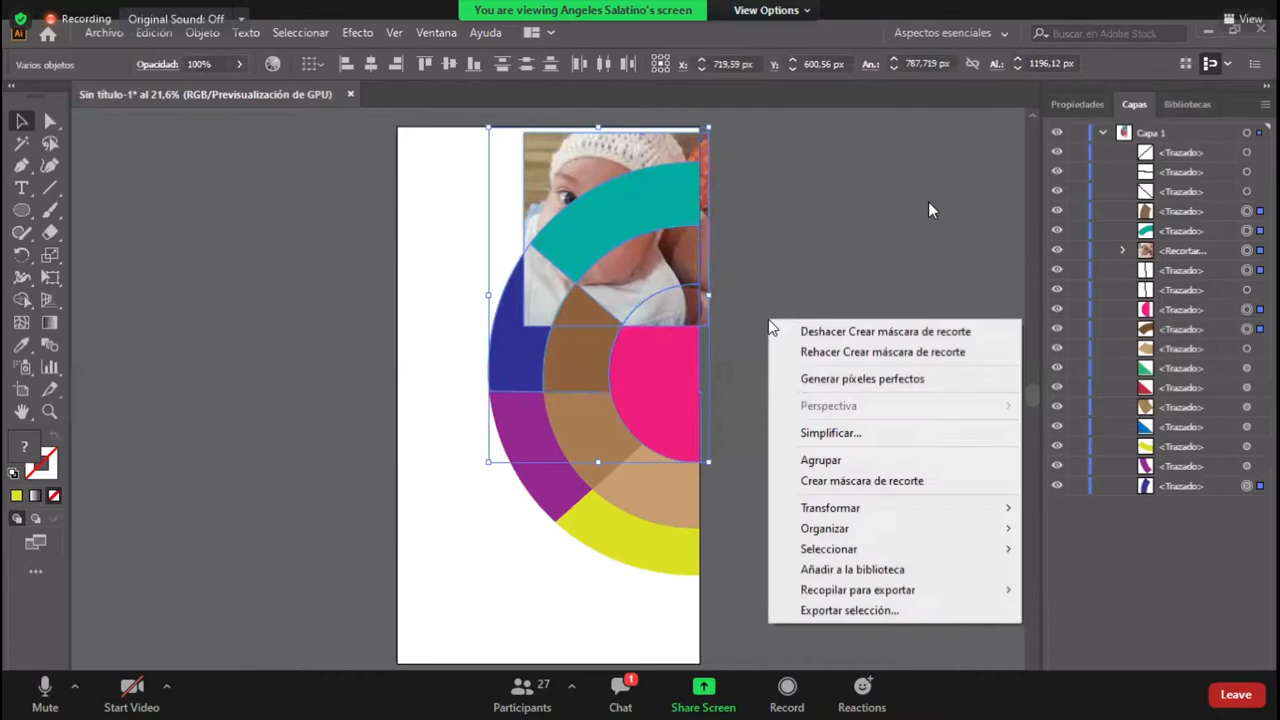 Recording
Original Sound: Off
You are viewing Angeles Salatino's screen
View Options
View
Ai
Archivo Edición Objeto Texto Seleccionar Efecto Ver Ventana Ayuda
Aspectos esenciales
Buscar en Adobe Stock
Varios objetos
Opacidad: 100%
X: 719,59 px
Y: 600,56 px
An.: 787,719 px
Al.: 1196,12 px
Sin título-1* al 21,6% (RGB/Previsualización de GPU) ×
Propiedades Capas Bibliotecas
Capa 1
<Trazado>
<Trazado>
<Trazado>
<Trazado>
<Trazado>
<Recortar...
<Trazado>
<Trazado>
<Trazado>
<Trazado>
<Trazado>
<Trazado>
<Trazado>
<Trazado>
<Trazado>
<Trazado>
<Trazado>
<Trazado>
Deshacer Crear máscara de recorte
Rehacer Crear máscara de recorte
Generar píxeles perfectos
Perspectiva
Simplificar...
Agrupar
Crear máscara de recorte
Transformar
Organizar
Seleccionar
Añadir a la biblioteca
Recopilar para exportar
Exportar selección...
?
Mute
Start Video
27
Participants
1
Chat
Share Screen
Record
Reactions
Leave